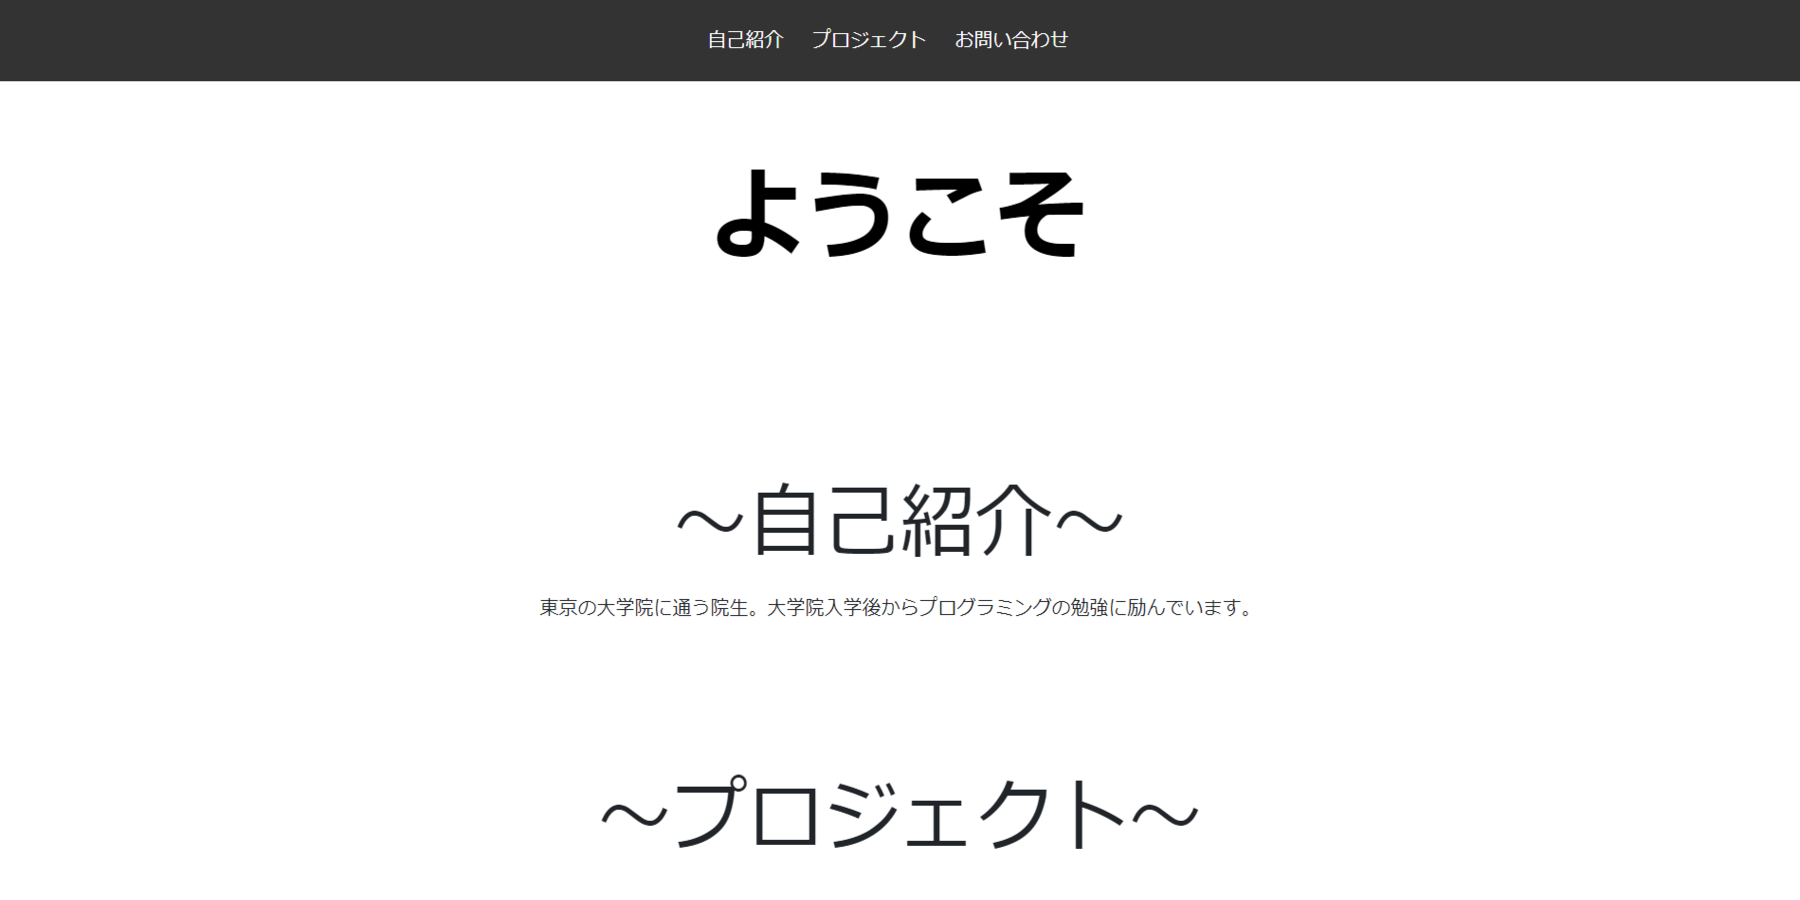 自己紹介 プロジェクト お問い合わせ
ようこそ
～自己紹介～
東京の大学院に通う院生。大学院入学後からプログラミングの勉強に励んでいます。
～プロジェクト～